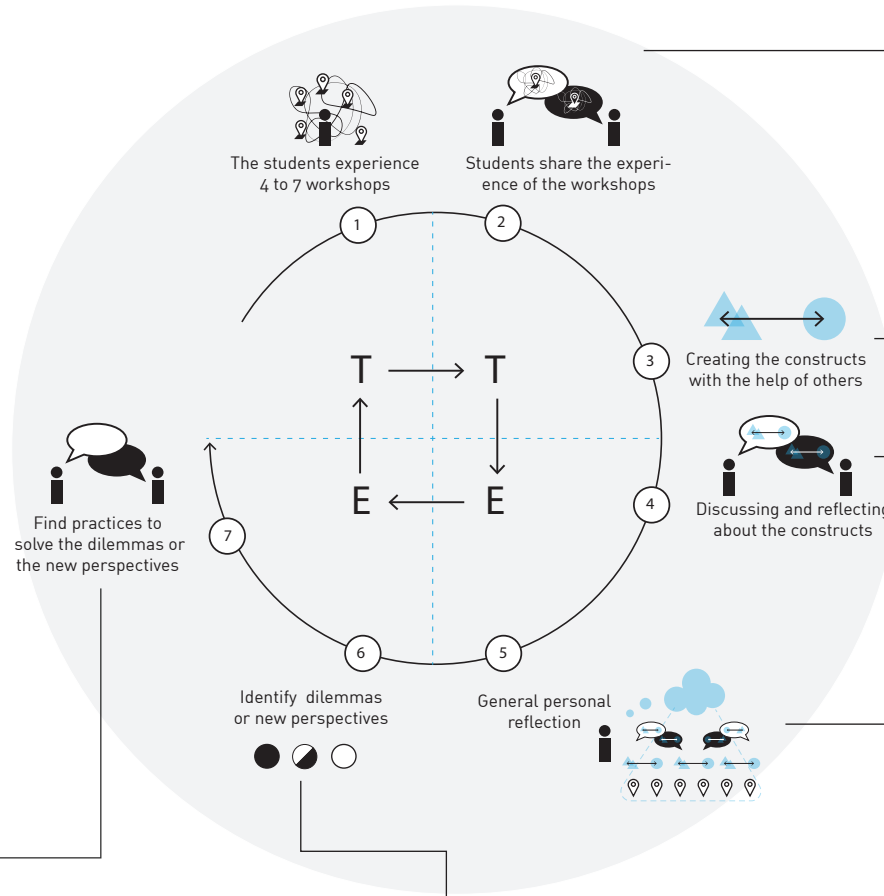 The students experience
4 to 7 workshops
Students share the experi-
ence of the workshops
1
2
3
Creating the constructs
with the help of others
T
T
E
E
4
Discussing and reflecting
about the constructs
Find practices to
solve the dilemmas or
the new perspectives
7
6
5
Identify dilemmas
or new perspectives
General personal
reflection